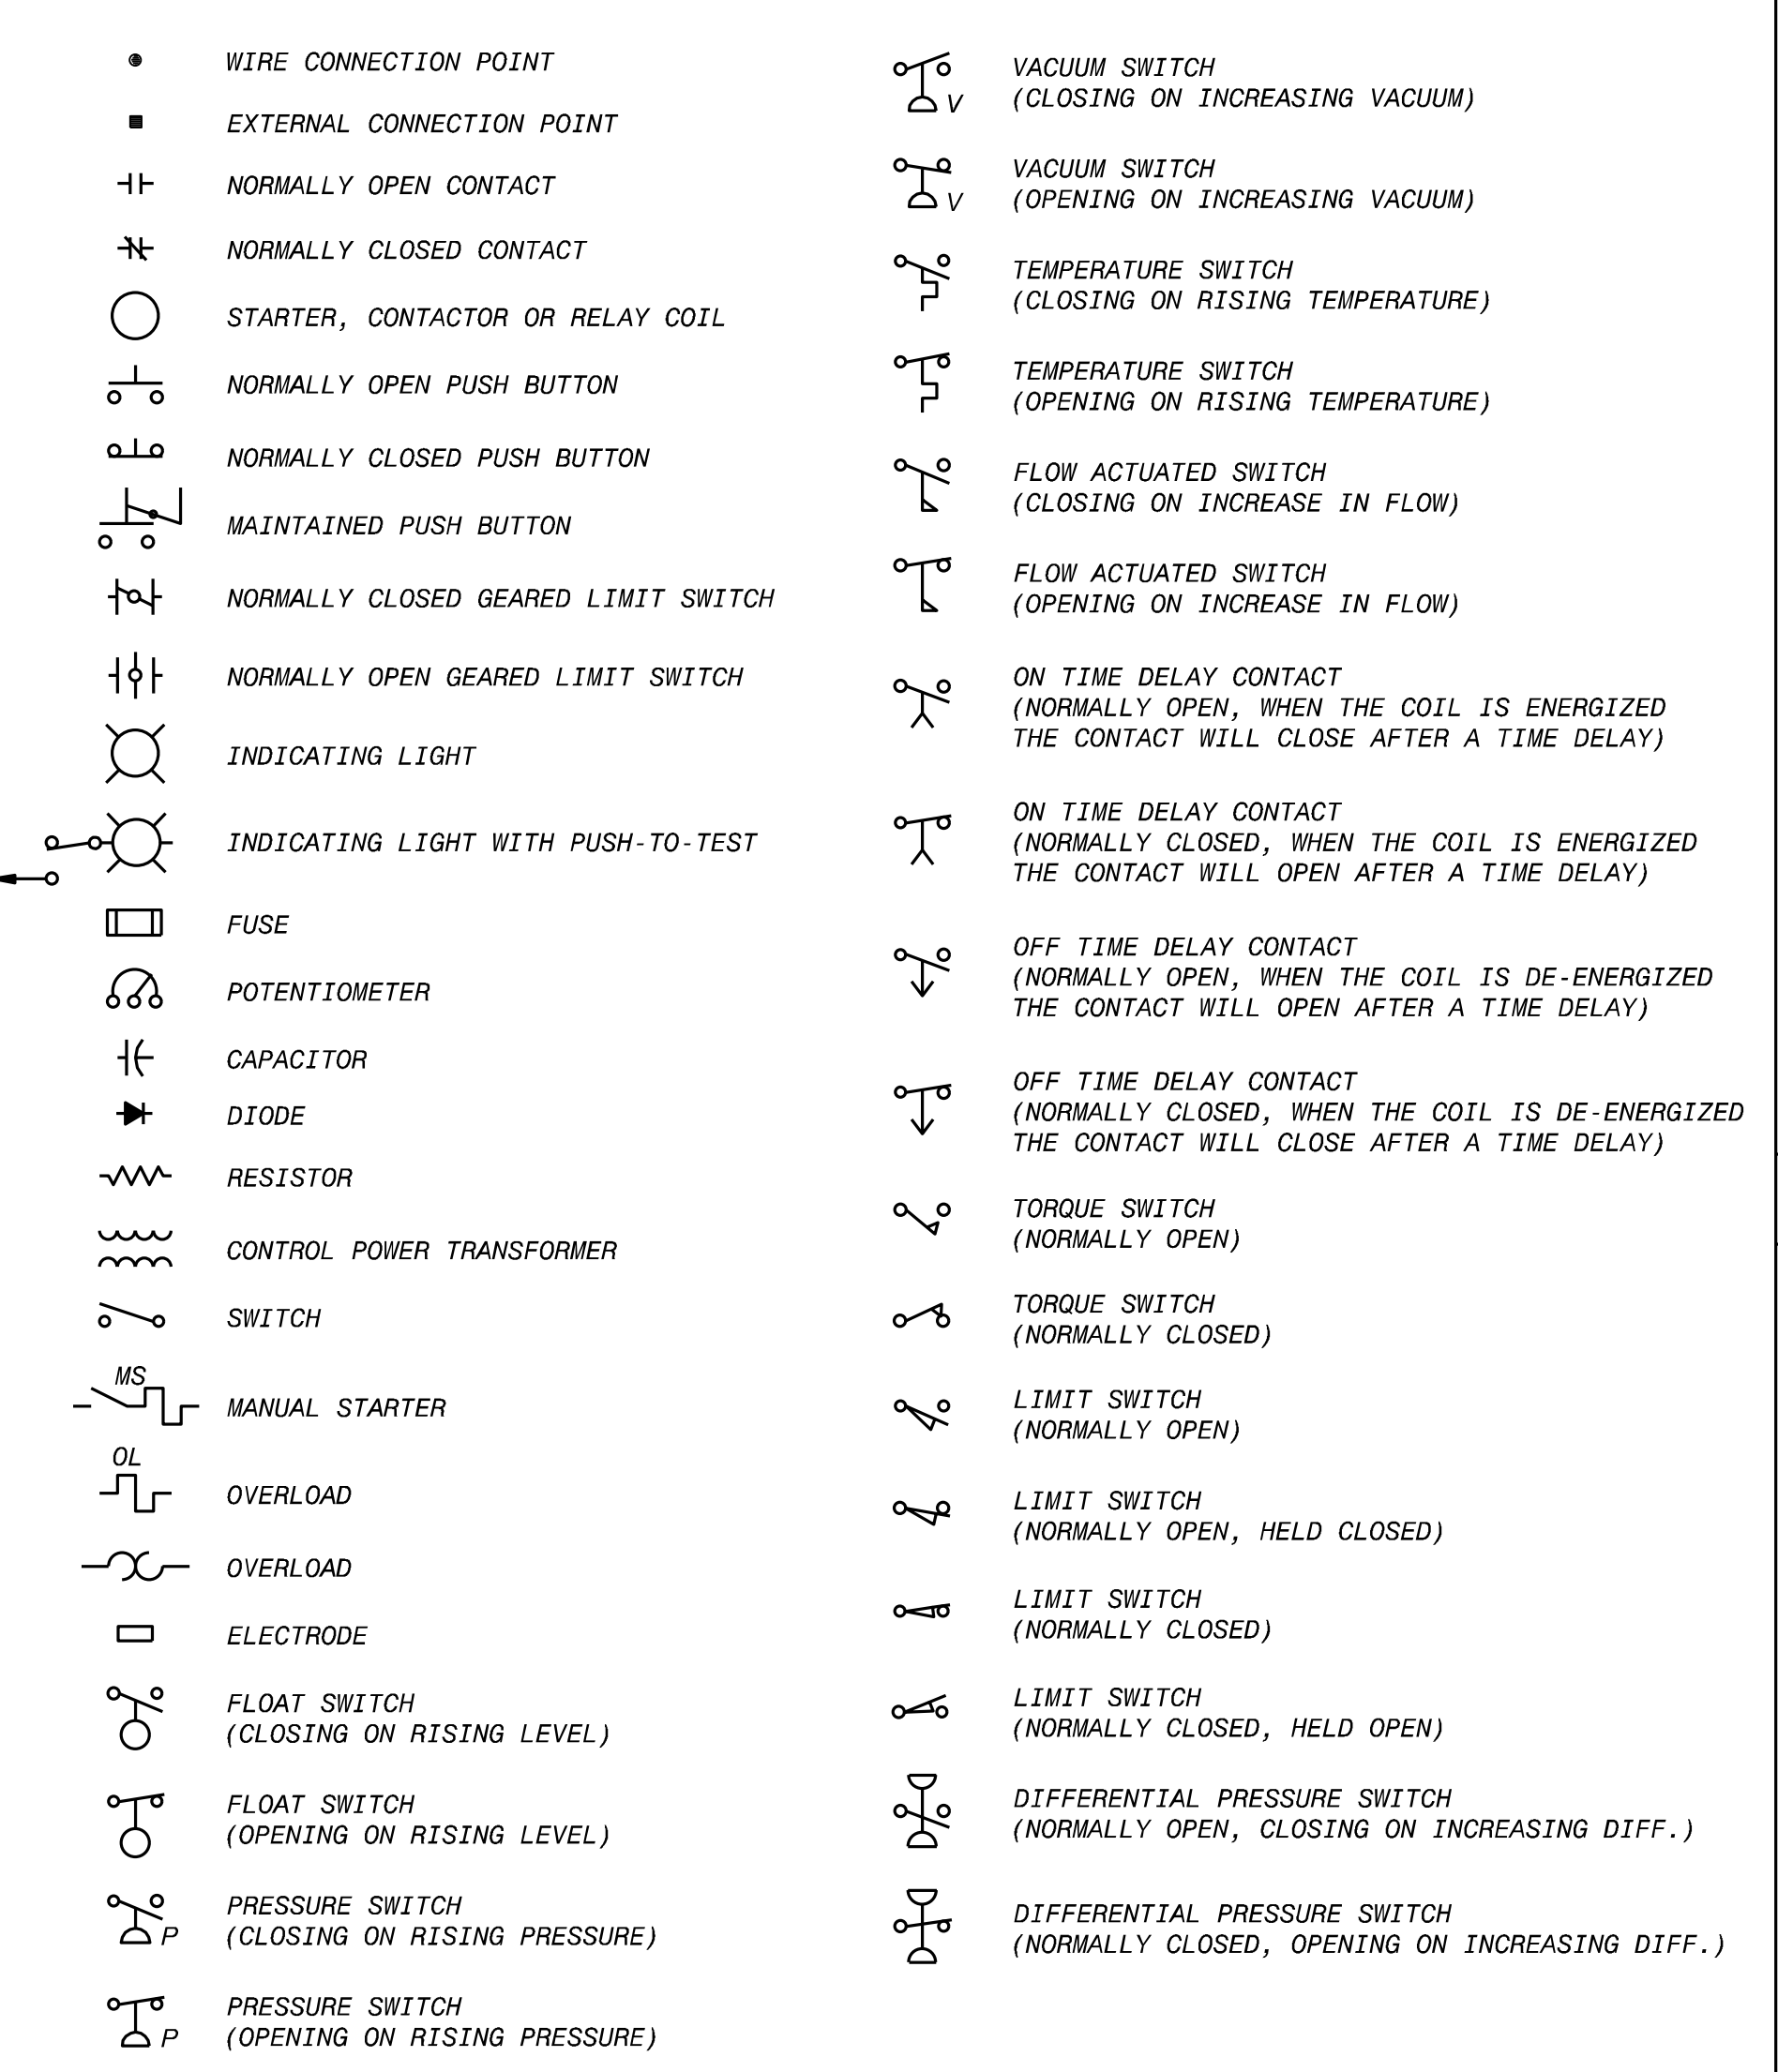 WIRE CONNECTION POINT
EXTERNAL CONNECTION POINT
NORMALLY OPEN CONTACT
NORMALLY CLOSED CONTACT
STARTER, CONTACTOR OR RELAY COIL
NORMALLY OPEN PUSH BUTTON
NORMALLY CLOSED PUSH BUTTON
MAINTAINED PUSH BUTTON
NORMALLY CLOSED GEARED LIMIT SWITCH
NORMALLY OPEN GEARED LIMIT SWITCH
INDICATING LIGHT
INDICATING LIGHT WITH PUSH-TO-TEST
FUSE
POTENTIOMETER
CAPACITOR
DIODE
RESISTOR
CONTROL POWER TRANSFORMER
SWITCH
MS
MANUAL STARTER
OL
OVERLOAD
OVERLOAD
ELECTRODE
FLOAT SWITCH
(CLOSING ON RISING LEVEL)
FLOAT SWITCH
(OPENING ON RISING LEVEL)
PRESSURE SWITCH
P (CLOSING ON RISING PRESSURE)
PRESSURE SWITCH
P (OPENING ON RISING PRESSURE)
VACUUM SWITCH
V (CLOSING ON INCREASING VACUUM)
VACUUM SWITCH
V (OPENING ON INCREASING VACUUM)
TEMPERATURE SWITCH
(CLOSING ON RISING TEMPERATURE)
TEMPERATURE SWITCH
(OPENING ON RISING TEMPERATURE)
FLOW ACTUATED SWITCH
(CLOSING ON INCREASE IN FLOW)
FLOW ACTUATED SWITCH
(OPENING ON INCREASE IN FLOW)
ON TIME DELAY CONTACT
(NORMALLY OPEN, WHEN THE COIL IS ENERGIZED
THE CONTACT WILL CLOSE AFTER A TIME DELAY)
ON TIME DELAY CONTACT
(NORMALLY CLOSED, WHEN THE COIL IS ENERGIZED
THE CONTACT WILL OPEN AFTER A TIME DELAY)
OFF TIME DELAY CONTACT
(NORMALLY OPEN, WHEN THE COIL IS DE-ENERGIZED
THE CONTACT WILL OPEN AFTER A TIME DELAY)
OFF TIME DELAY CONTACT
(NORMALLY CLOSED, WHEN THE COIL IS DE-ENERGIZED
THE CONTACT WILL CLOSE AFTER A TIME DELAY)
TORQUE SWITCH
(NORMALLY OPEN)
TORQUE SWITCH
(NORMALLY CLOSED)
LIMIT SWITCH
(NORMALLY OPEN)
LIMIT SWITCH
(NORMALLY OPEN, HELD CLOSED)
LIMIT SWITCH
(NORMALLY CLOSED)
LIMIT SWITCH
(NORMALLY CLOSED, HELD OPEN)
DIFFERENTIAL PRESSURE SWITCH
(NORMALLY OPEN, CLOSING ON INCREASING DIFF.)
DIFFERENTIAL PRESSURE SWITCH
(NORMALLY CLOSED, OPENING ON INCREASING DIFF.)